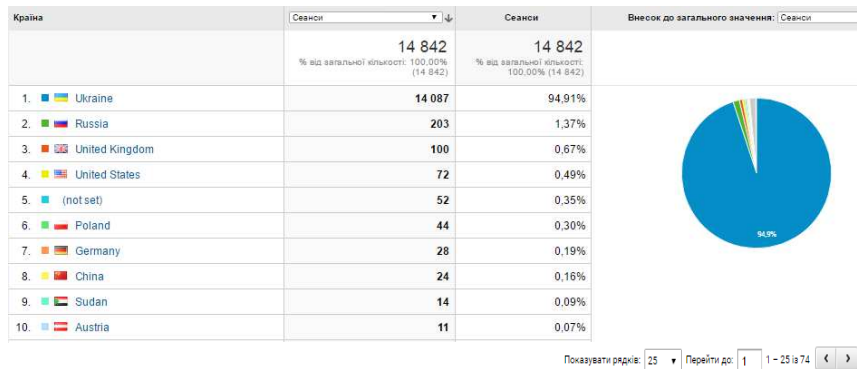 Країна Сеанси Сеанси Внесок до загального значення: Сеанси
14 842 14 842
% від загальної кількості: 100,00% % від загальної кількості:
(14 842) 100,00% (14 842)
1. Ukraine 14 087 94,91%
2. Russia 203 1,37%
3. United Kingdom 100 0,67%
4. United States 72 0,49%
5. (not set) 52 0,35%
6. Poland 44 0,30%
7. Germany 28 0,19%
8. China 24 0,16%
9. Sudan 14 0,09%
10. Austria 11 0,07%
94,9%
Показувати рядків: 25 Перейти до: 1 1 – 25 із 74